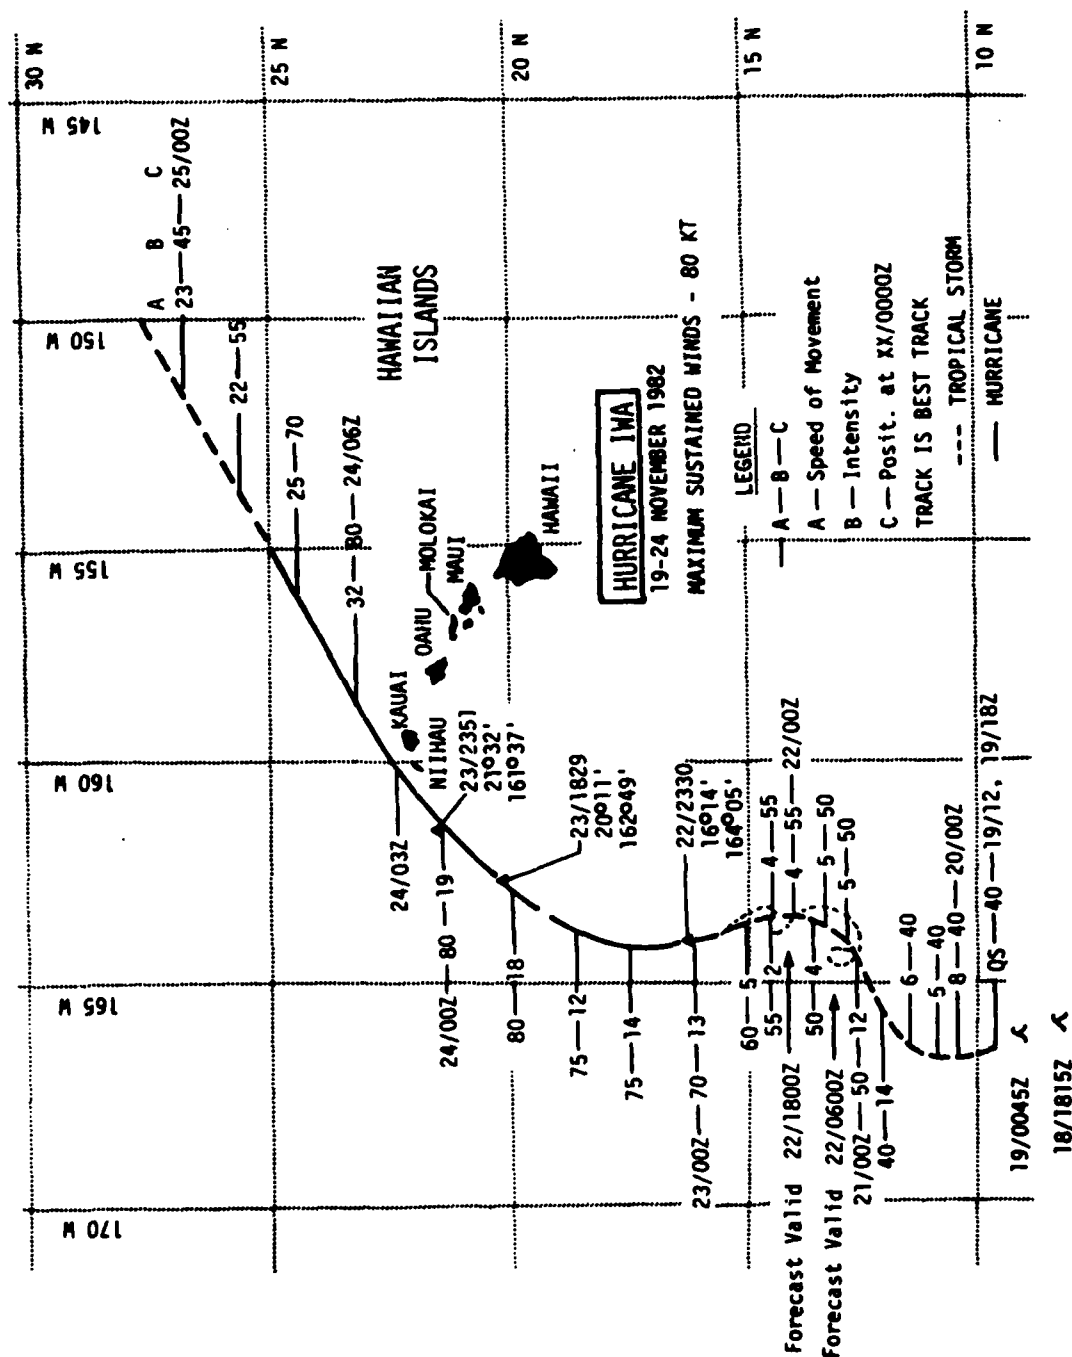 170 W
165 W
160 W
155 W
150 W
145 W
30 N
25 N
20 N
15 N
10 N
A B C
23—45—25/00Z
22—55
25—70
32—80—24/06Z
24/03Z
24/00Z—80—19
80—18
75—12
75—14
23/00Z—70—13
60—5
55—2
50—4
21/00Z—50—12
40—14
4—55
4—55—22/00Z
5—50
5—50
6—40
5—40
8—40—20/00Z
QS—40—19/12, 19/18Z
19/0045Z
18/1815Z
Forecast Valid 22/1800Z
Forecast Valid 22/0600Z
23/2351
21°32'
161°37'
23/1829
20°11'
162°49'
22/2330
16°14'
164°05'
NIIHAU
KAUAI
OAHU
MOLOKAI
MAUI
HAWAII
HAWAIIAN
ISLANDS
HURRICANE IWA
19-24 NOVEMBER 1982
MAXIMUM SUSTAINED WINDS - 80 KT
LEGEND
A—B—C
A — Speed of Movement
B — Intensity
C — Posit. at XX/0000Z
TRACK IS BEST TRACK
--- TROPICAL STORM
— HURRICANE